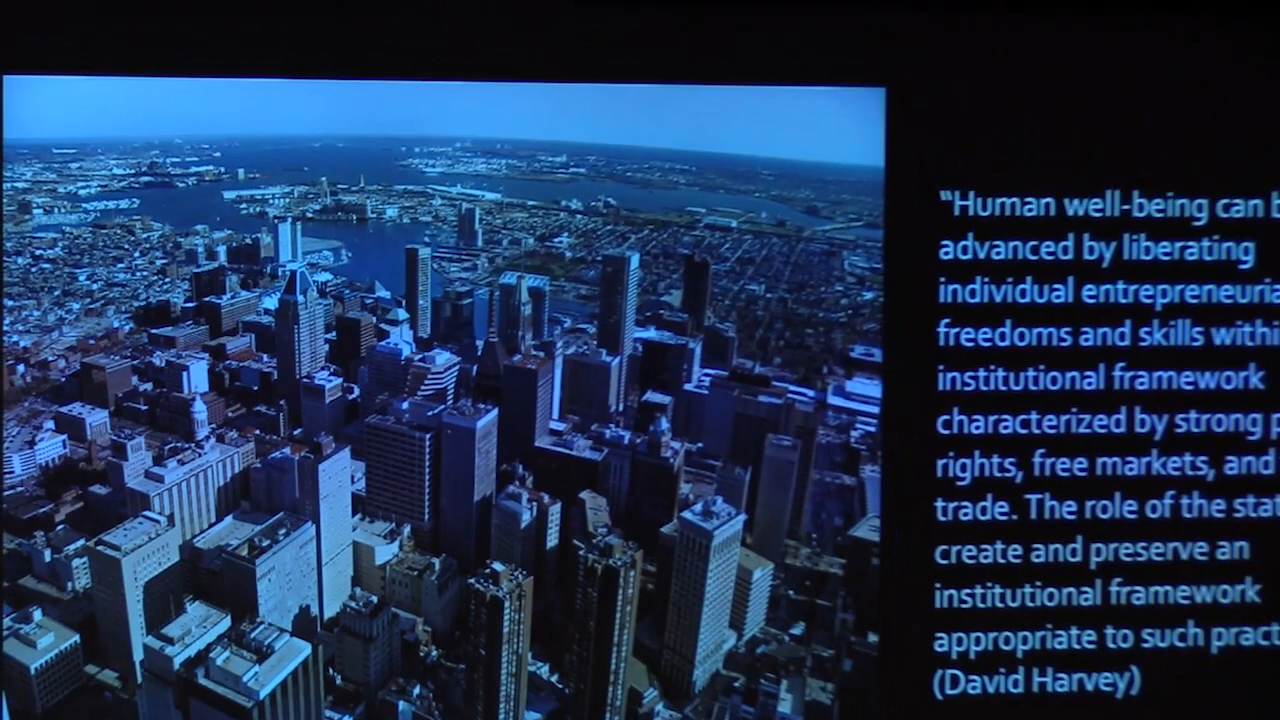 “Human well-being can
advanced by liberating
individual
freedoms and skills
institutional framework
characterized by strong
rights, free markets, and
trade. The role of the
create and preserve an
institutional framework
appropriate to such
(David Harvey)